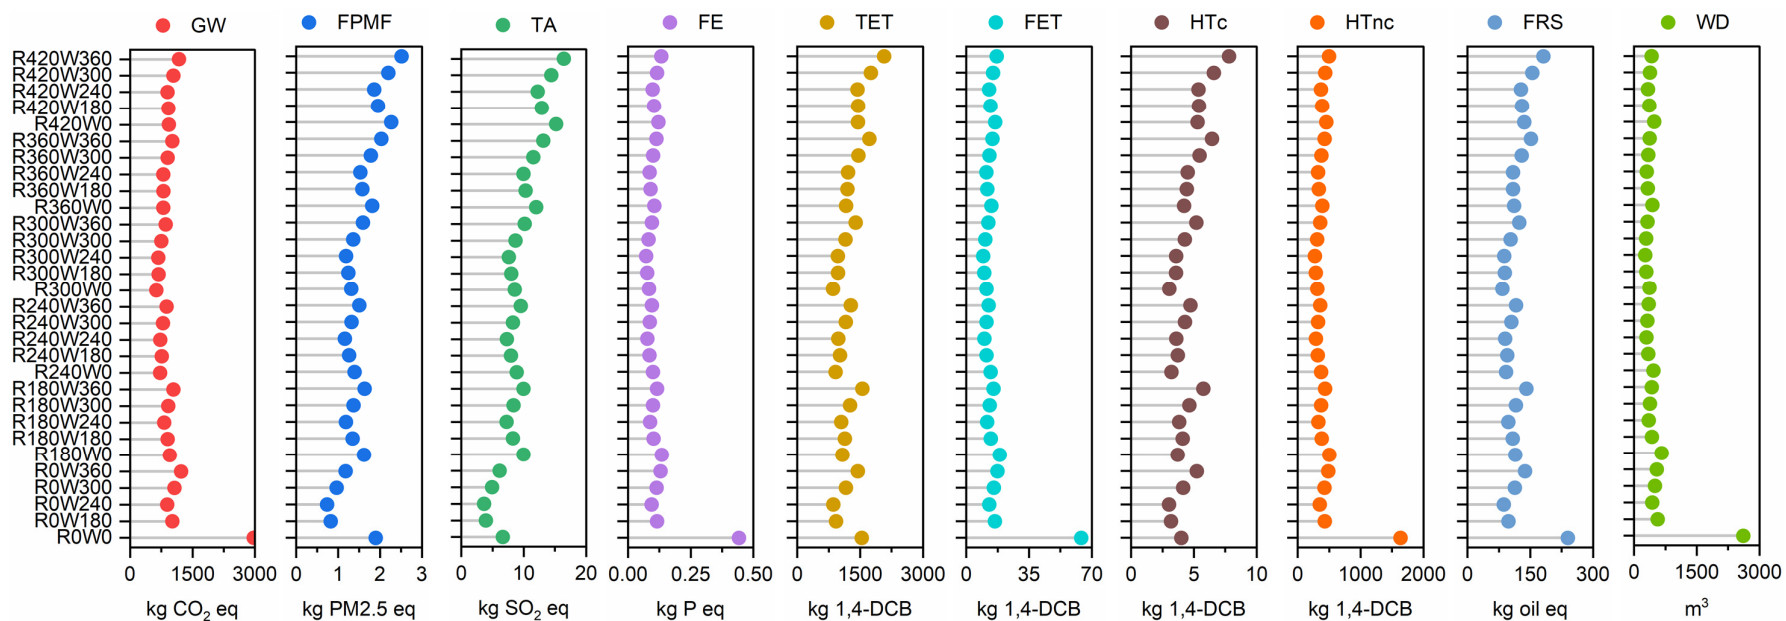 GW FPMF TA FE TET FET HTc HTnc FRS WD
R420W360
R420W300
R420W240
R420W180
R420W0
R360W360
R360W300
R360W240
R360W180
R360W0
R300W360
R300W300
R300W240
R300W180
R300W0
R240W360
R240W300
R240W240
R240W180
R240W0
R180W360
R180W300
R180W240
R180W180
R180W0
R0W360
R0W300
R0W240
R0W180
R0W0
0 1500 3000 0 1 2 3 0 10 20 0.00 0.25 0.50 0 1500 3000 0 35 70 0 5 10 0 1000 2000 0 150 300 0 1500 3000
kg CO₂ eq kg PM2.5 eq kg SO₂ eq kg P eq kg 1,4-DCB kg 1,4-DCB kg 1,4-DCB kg 1,4-DCB kg oil eq m³